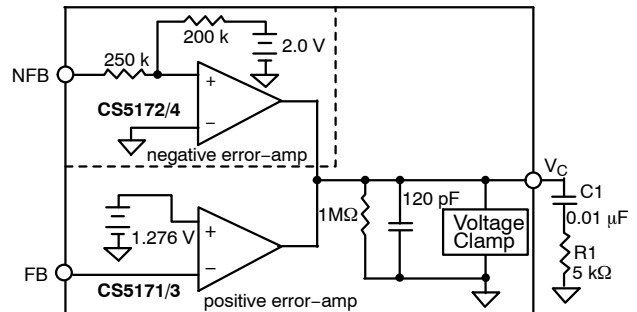 200 k
2.0 V
250 k
NFB
+
CS5172/4
−
negative error−amp
VC
120 pF
C1
1MΩ
0.01 µF
Voltage
Clamp
1.276 V
+
R1
5 kΩ
−
FB
CS5171/3
positive error−amp